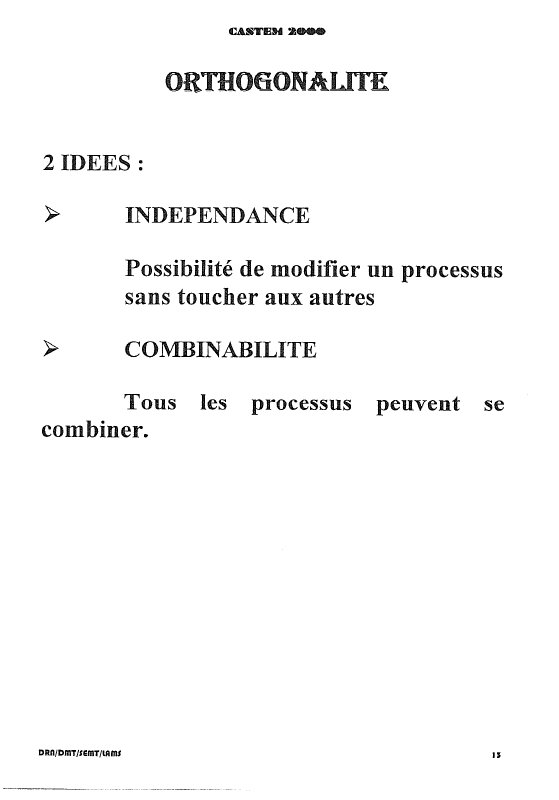 CASTEM 2000
ORTHOGONALITE
2 IDEES :
➢ INDEPENDANCE
Possibilité de modifier un processus
sans toucher aux autres
➢ COMBINABILITE
Tous les processus peuvent se
combiner.
DRN/DMT/SEMT/LAMS
13